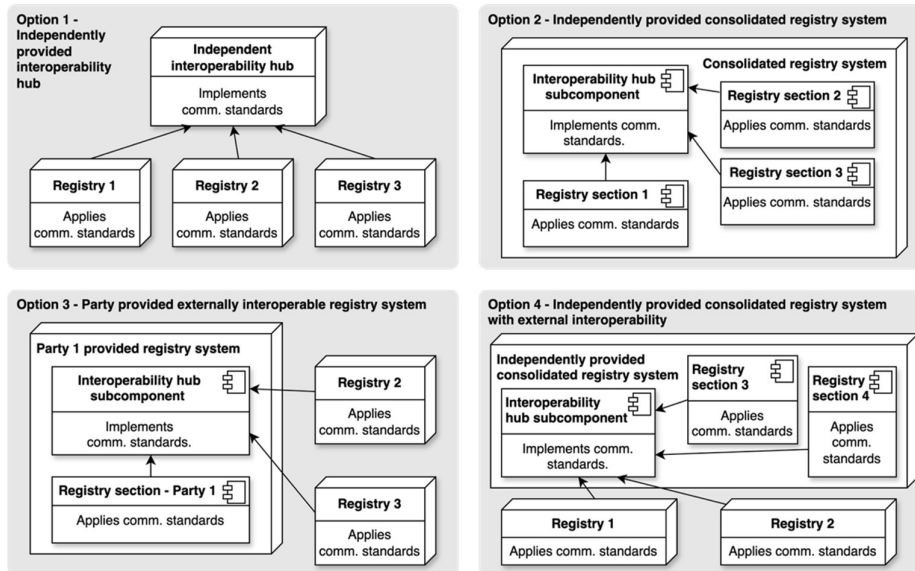 Option 1 -
Independently
provided
interoperability
hub
Independent
interoperability hub
Implements
comm. standards
Registry 1
Applies
comm. standards
Registry 2
Applies
comm. standards
Registry 3
Applies
comm. standards
Option 2 - Independently provided consolidated registry system
Consolidated registry system
Interoperability hub
subcomponent
Implements comm.
standards.
Registry section 2
Applies comm. standards
Registry section 3
Applies comm. standards
Registry section 1
Applies comm. standards
Option 3 - Party provided externally interoperable registry system
Party 1 provided registry system
Interoperability hub
subcomponent
Implements
comm. standards.
Registry section - Party 1
Applies comm. standards
Registry 2
Applies
comm. standards
Registry 3
Applies
comm. standards
Option 4 - Independently provided consolidated registry system
with external interoperability
Independently provided
consolidated registry system
Interoperability
hub subcomponent
Implements comm.
standards.
Registry
section 3
Applies
comm. standards
Registry
section 4
Applies
comm.
standards
Registry 1
Applies comm. standards
Registry 2
Applies comm. standards